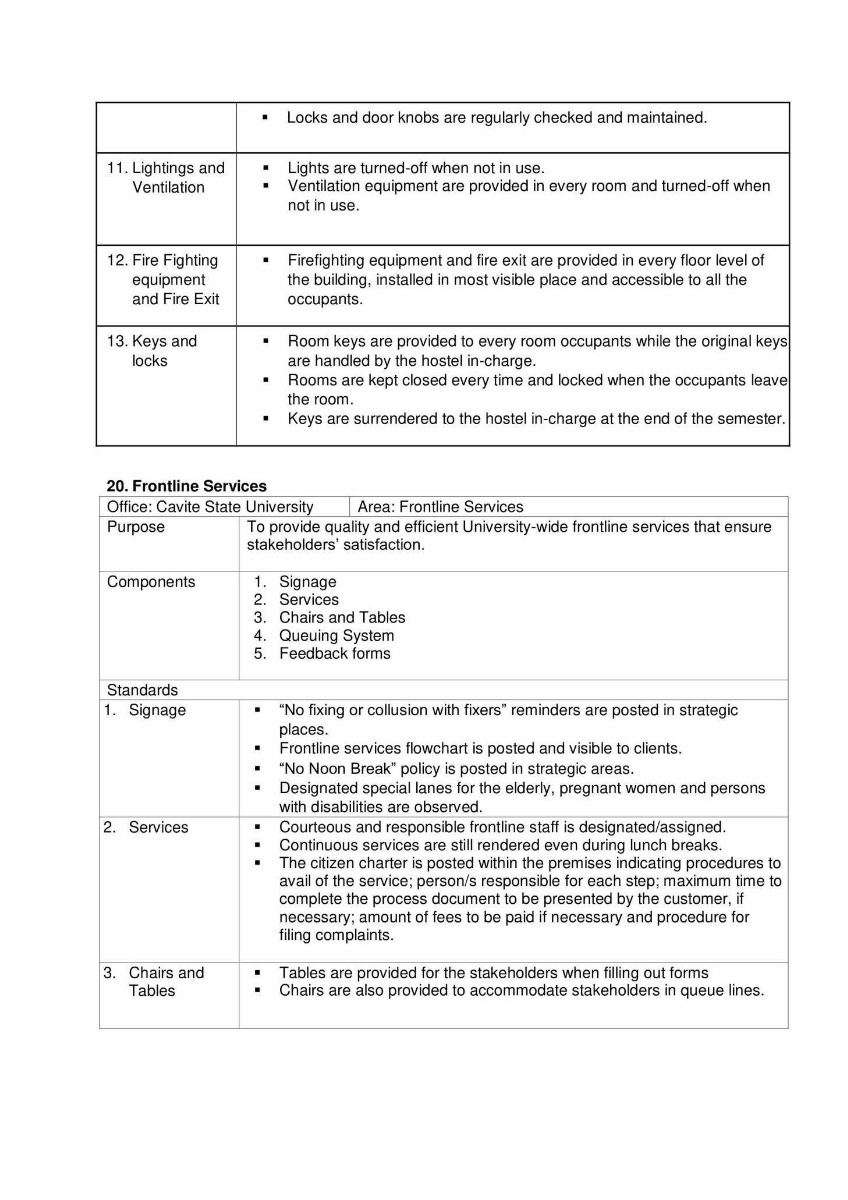 ▪ Locks and door knobs are regularly checked and maintained.
11. Lightings and
Ventilation
▪ Lights are turned-off when not in use.
▪ Ventilation equipment are provided in every room and turned-off when
not in use.
12. Fire Fighting
equipment
and Fire Exit
▪ Firefighting equipment and fire exit are provided in every floor level of
the building, installed in most visible place and accessible to all the
occupants.
13. Keys and
locks
▪ Room keys are provided to every room occupants while the original keys
are handled by the hostel in-charge.
▪ Rooms are kept closed every time and locked when the occupants leave
the room.
▪ Keys are surrendered to the hostel in-charge at the end of the semester.
20. Frontline Services
Office: Cavite State University
Area: Frontline Services
Purpose
To provide quality and efficient University-wide frontline services that ensure
stakeholders' satisfaction.
Components
1. Signage
2. Services
3. Chairs and Tables
4. Queuing System
5. Feedback forms
Standards
1. Signage
▪ “No fixing or collusion with fixers” reminders are posted in strategic
places.
▪ Frontline services flowchart is posted and visible to clients.
▪ “No Noon Break” policy is posted in strategic areas.
▪ Designated special lanes for the elderly, pregnant women and persons
with disabilities are observed.
2. Services
▪ Courteous and responsible frontline staff is designated/assigned.
▪ Continuous services are still rendered even during lunch breaks.
▪ The citizen charter is posted within the premises indicating procedures to
avail of the service; person/s responsible for each step; maximum time to
complete the process document to be presented by the customer, if
necessary; amount of fees to be paid if necessary and procedure for
filing complaints.
3. Chairs and
Tables
▪ Tables are provided for the stakeholders when filling out forms
▪ Chairs are also provided to accommodate stakeholders in queue lines.